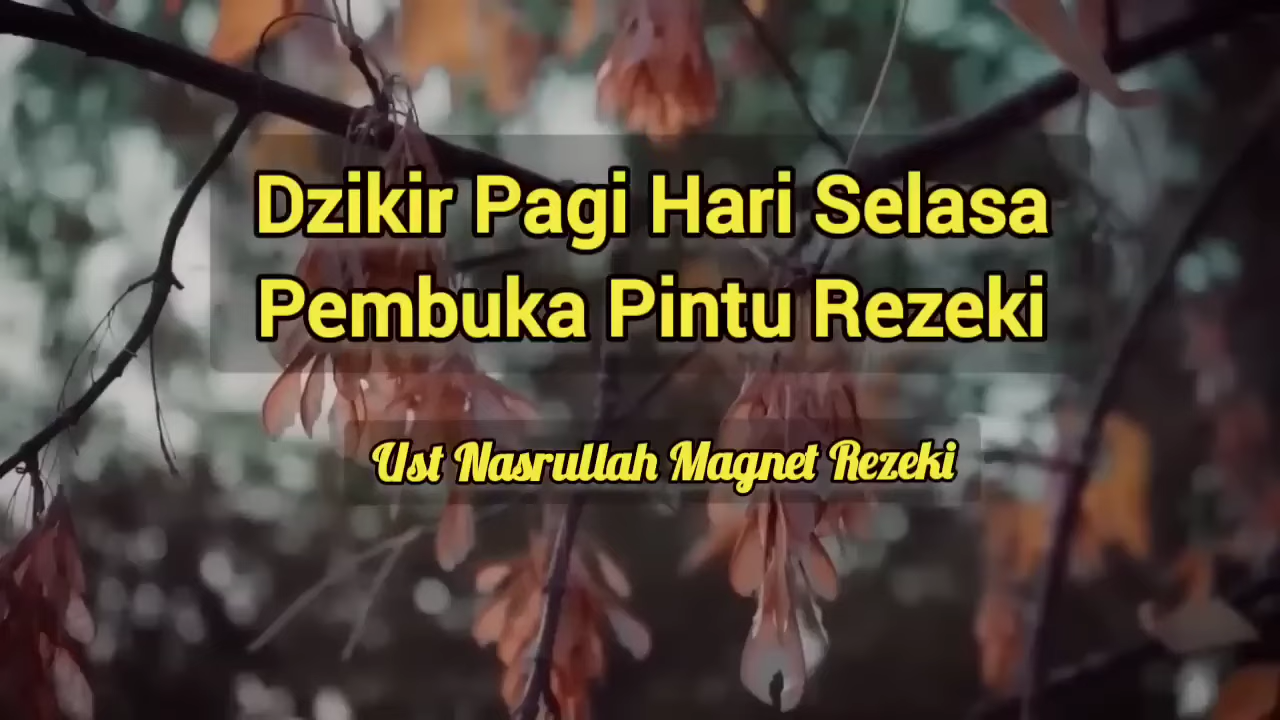 Dzikir Pagi Hari Selasa
Pembuka Pintu Rezeki
Ust Nasrullah Magnet Rezeki